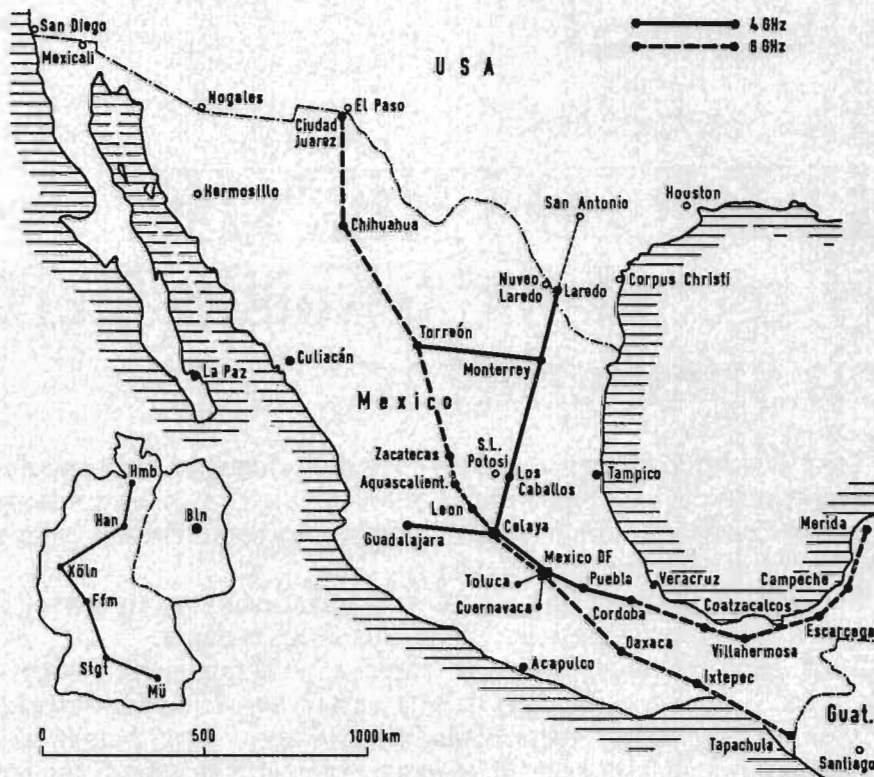 San Diego
Mexicali
4 GHz
8 GHz
USA
Nogales
El Paso
Ciudad
Juarez
Hermosillo
San Antonio
Houston
Chihuahua
Nuveo
Laredo
Laredo
Corpus Christi
Torreón
Monterrey
La Paz
Culiacán
Mexico
S.L.
Potosi
Zacatecas
Aquascalient.
Los
Caballos
Tampico
Leon
Celaya
Guadalajara
Merida
Mexico DF
Toluca
Puebla
Veracruz
Campeche
Cuernavaca
Cordoba
Coatzacalcos
Escarcega
Villahermosa
Oaxaca
Acapulco
Ixtepec
Guat.
Tapachula
Santiago
Hmb
Han
Bln
Köln
Ffm
Stgt
Mü
0 500 1000 km